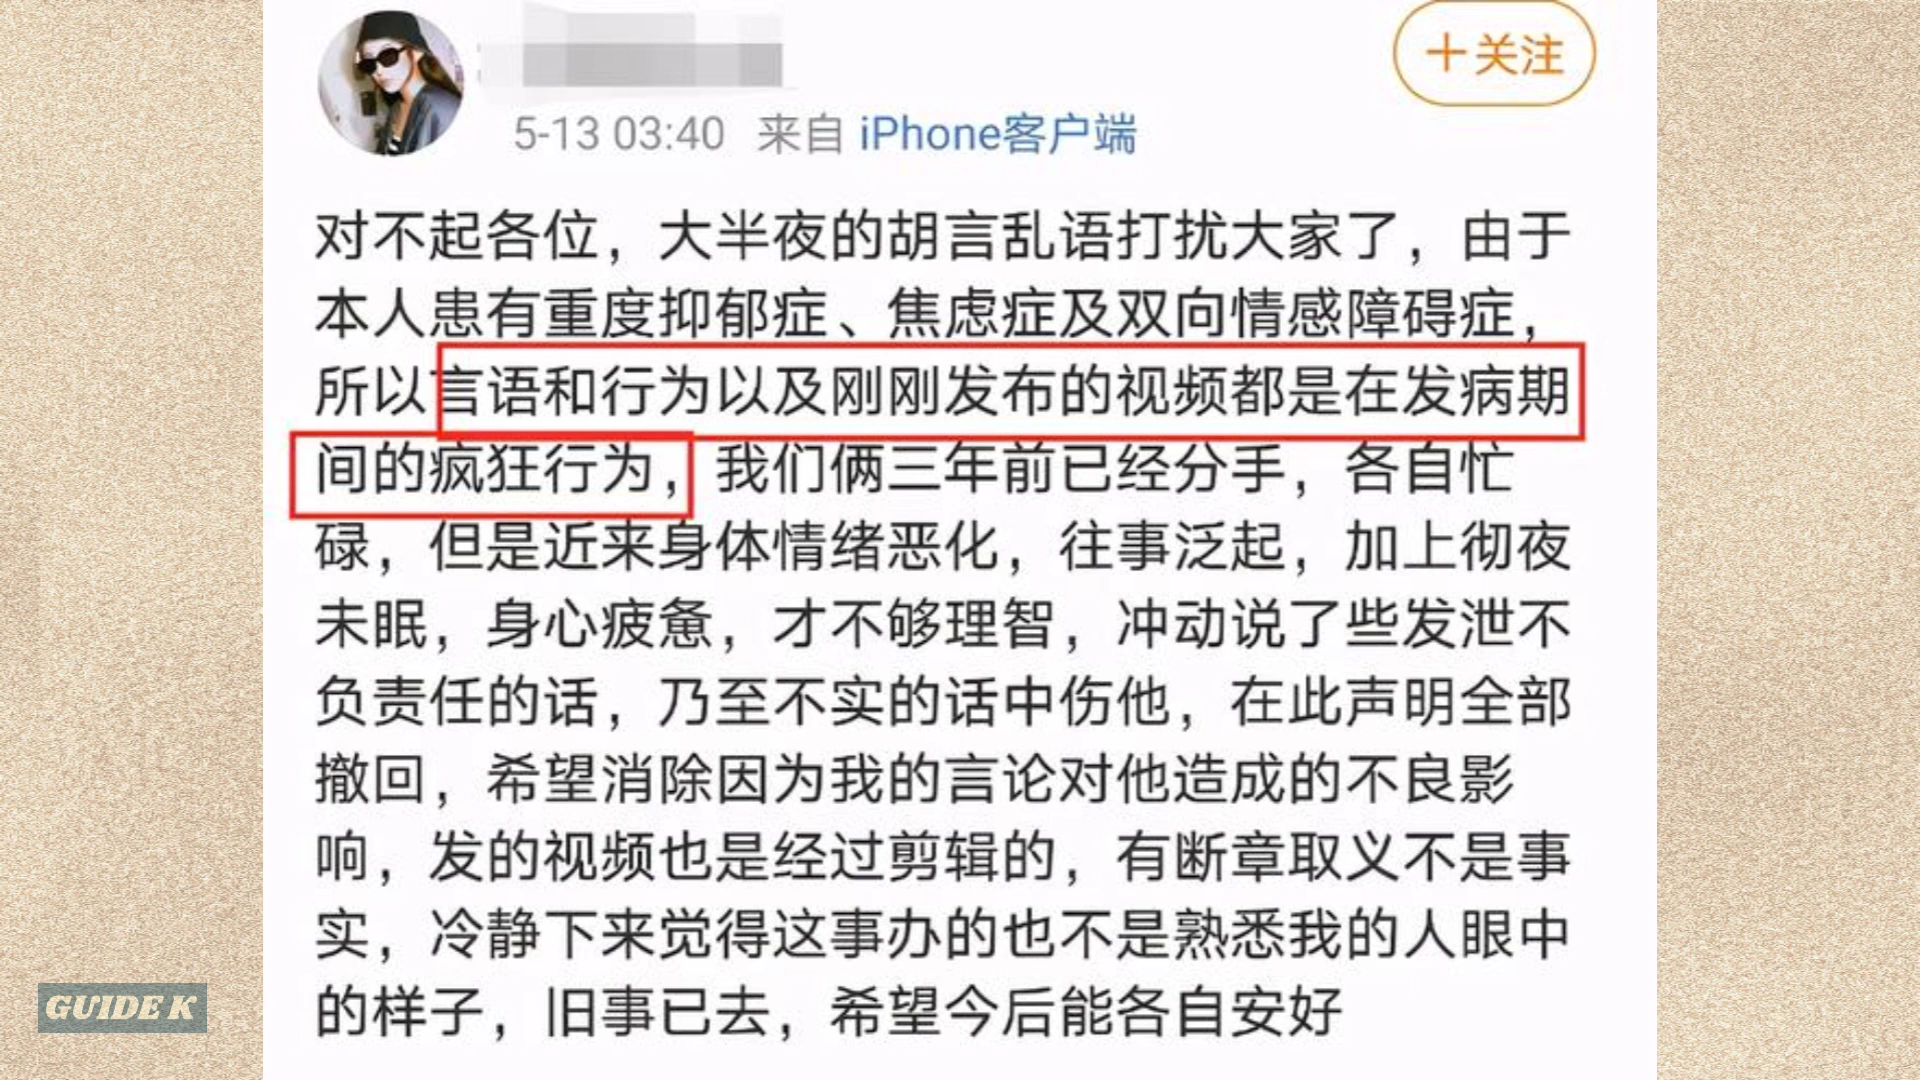 +关注
5-13 03:40 来自 iPhone客户端
对不起各位，大半夜的胡言乱语打扰大家了，由于
本人患有重度抑郁症、焦虑症及双向情感障碍症，
所以言语和行为以及刚刚发布的视频都是在发病期
间的疯狂行为，我们俩三年前已经分手，各自忙
碌，但是近来身体情绪恶化，往事泛起，加上彻夜
未眠，身心疲惫，才不够理智，冲动说了些发泄不
负责任的话，乃至不实的话中伤他，在此声明全部
撤回，希望消除因为我的言论对他造成的不良影
响，发的视频也是经过剪辑的，有断章取义不是事
实，冷静下来觉得这事办的也不是熟悉我的人眼中
的样子，旧事已去，希望今后能各自安好
GUIDE K